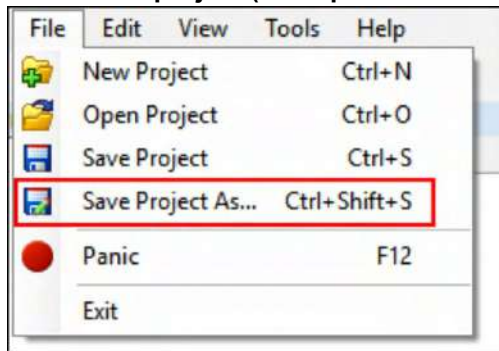 File Edit View Tools Help
New Project Ctrl+N
Open Project Ctrl+O
Save Project Ctrl+S
Save Project As... Ctrl+Shift+S
Panic F12
Exit